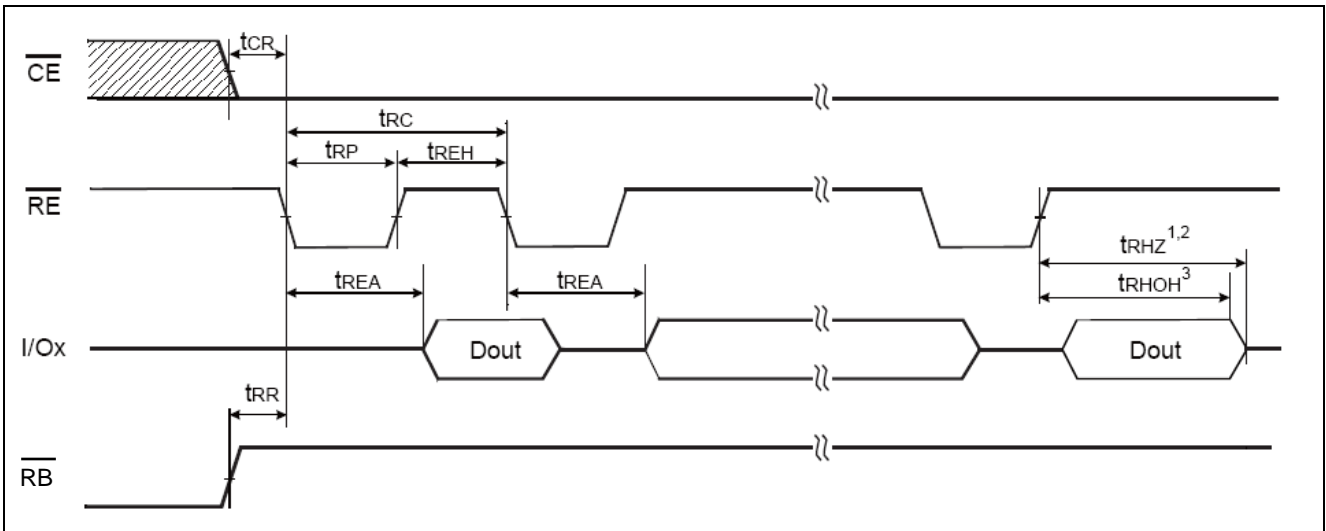 tCR
CE
tRC
tRP
tREH
RE
tRHZ1,2
tREA
tREA
tRHOH3
I/Ox
Dout
Dout
tRR
RB